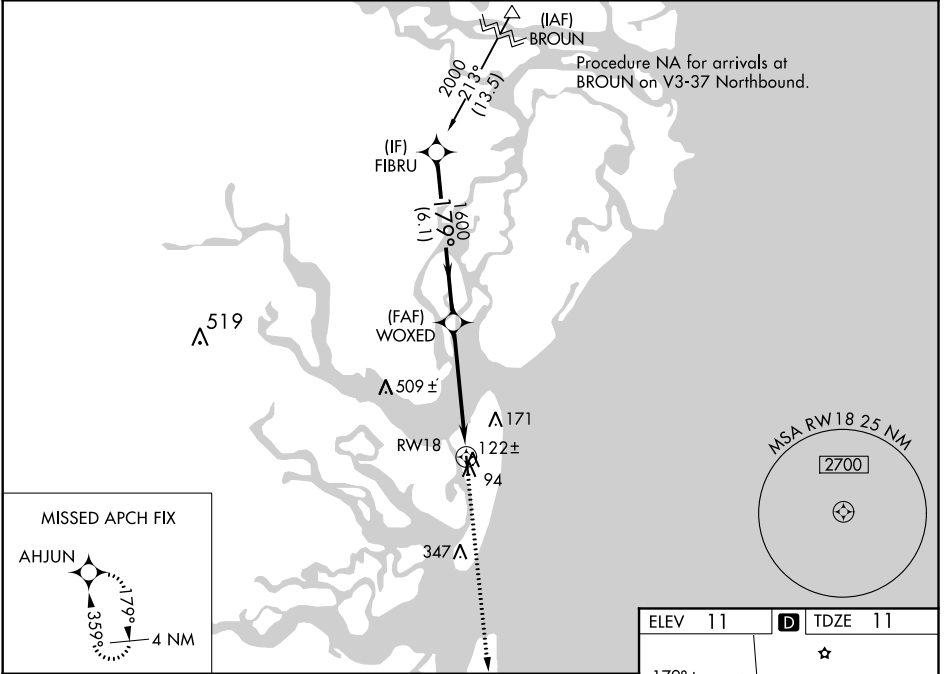 (IAF)
BROUN
Procedure NA for arrivals at
BROUN on V3-37 Northbound.
2000
213°
(13.5)
(IF)
FIBRU
1600
179°
(6.1)
519
(FAF)
WOXED
509 ±
171
RW18
122±
94
MSA RW 18 25 NM
2700
MISSED APCH FIX
AHJUN
179°
359°
4 NM
347
ELEV 11
D
TDZE 11